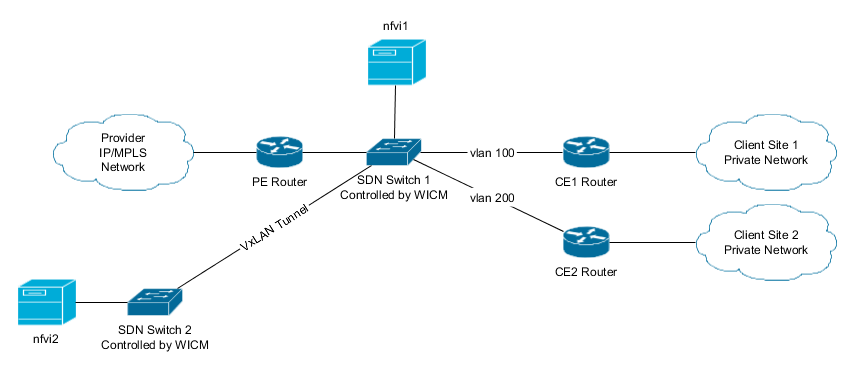 nfvi1
Provider
IP/MPLS
Network
PE Router
SDN Switch 1
Controlled by WICM
vlan 100
CE1 Router
Client Site 1
Private Network
vlan 200
CE2 Router
Client Site 2
Private Network
VxLAN Tunnel
nfvi2
SDN Switch 2
Controlled by WICM